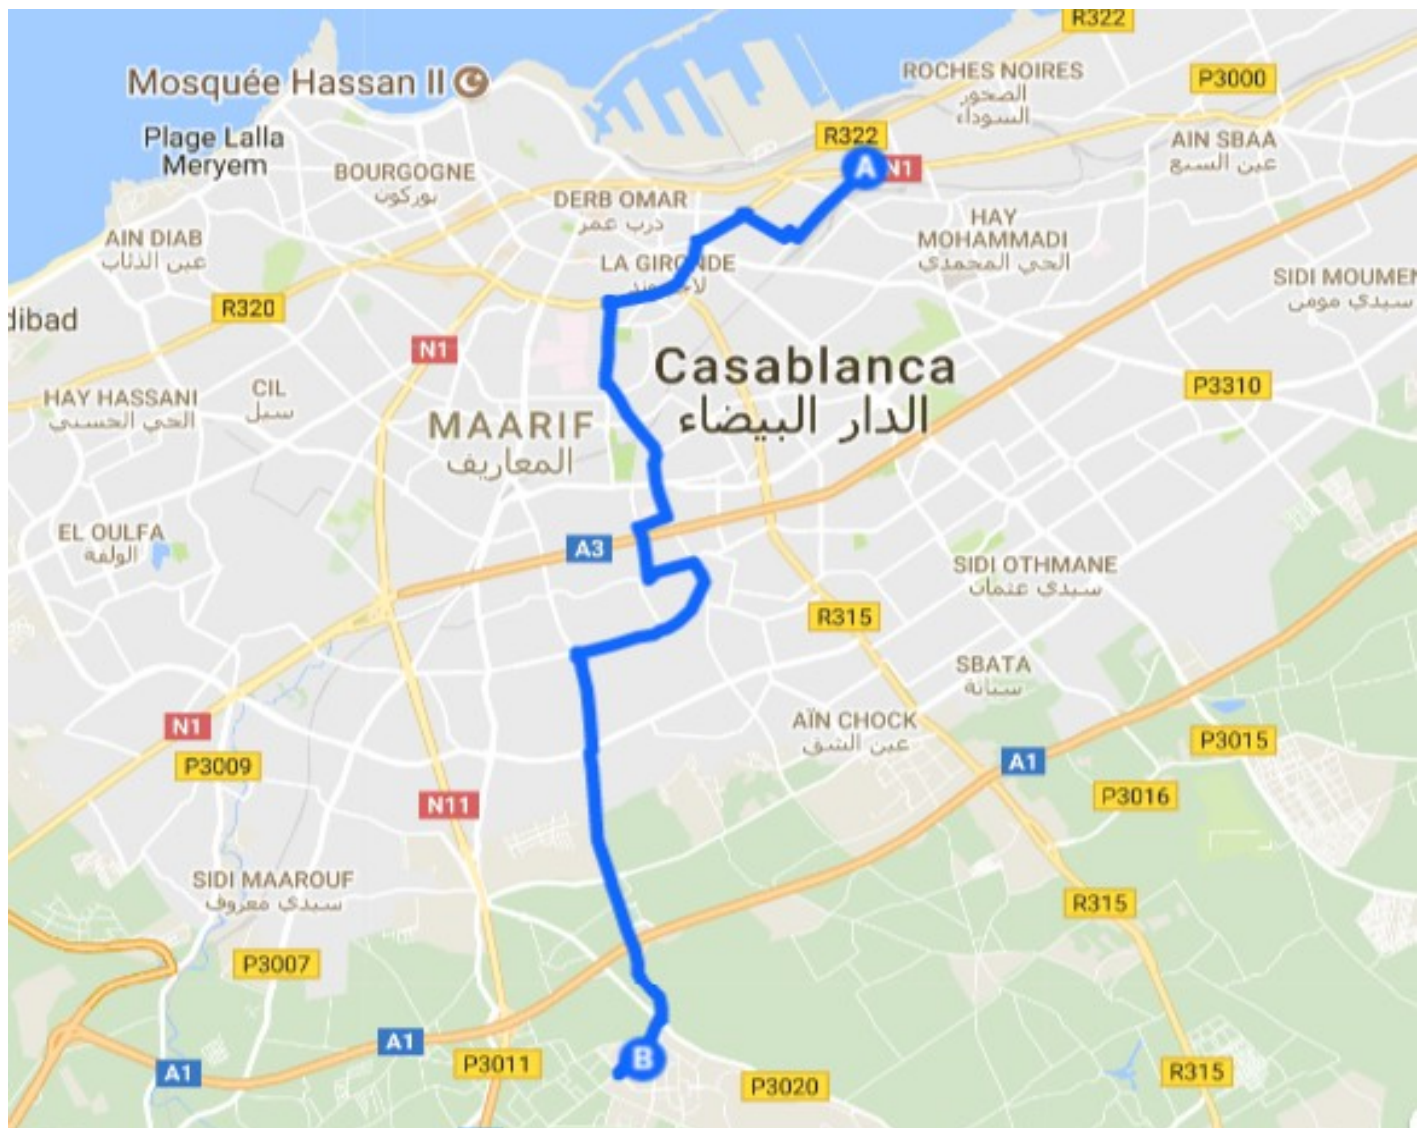 R322
Mosquée Hassan II
ROCHES NOIRES
الصخور
السوداء
P3000
Plage Lalla
Meryem
R322
A
N1
AIN SBAA
عين السبع
BOURGOGNE
بوركون
DERB OMAR
درب عمر
HAY
MOHAMMADI
الحي المحمدي
AIN DIAB
عين الذئاب
LA GIRONDE
SIDI MOUMEN
سيدي مومن
R320
dibad
N1
Casablanca
الدار البيضاء
P3310
HAY HASSANI
الحي الحسني
CIL
سيل
MAARIF
المعاريف
EL OULFA
الولفة
A3
SIDI OTHMANE
سيدي عثمان
R315
SBATA
سباتة
AÏN CHOCK
عين الشق
N1
P3009
P3015
A1
P3016
N11
SIDI MAAROUF
سيدي معروف
R315
P3007
A1
A1
P3011
B
P3020
R315